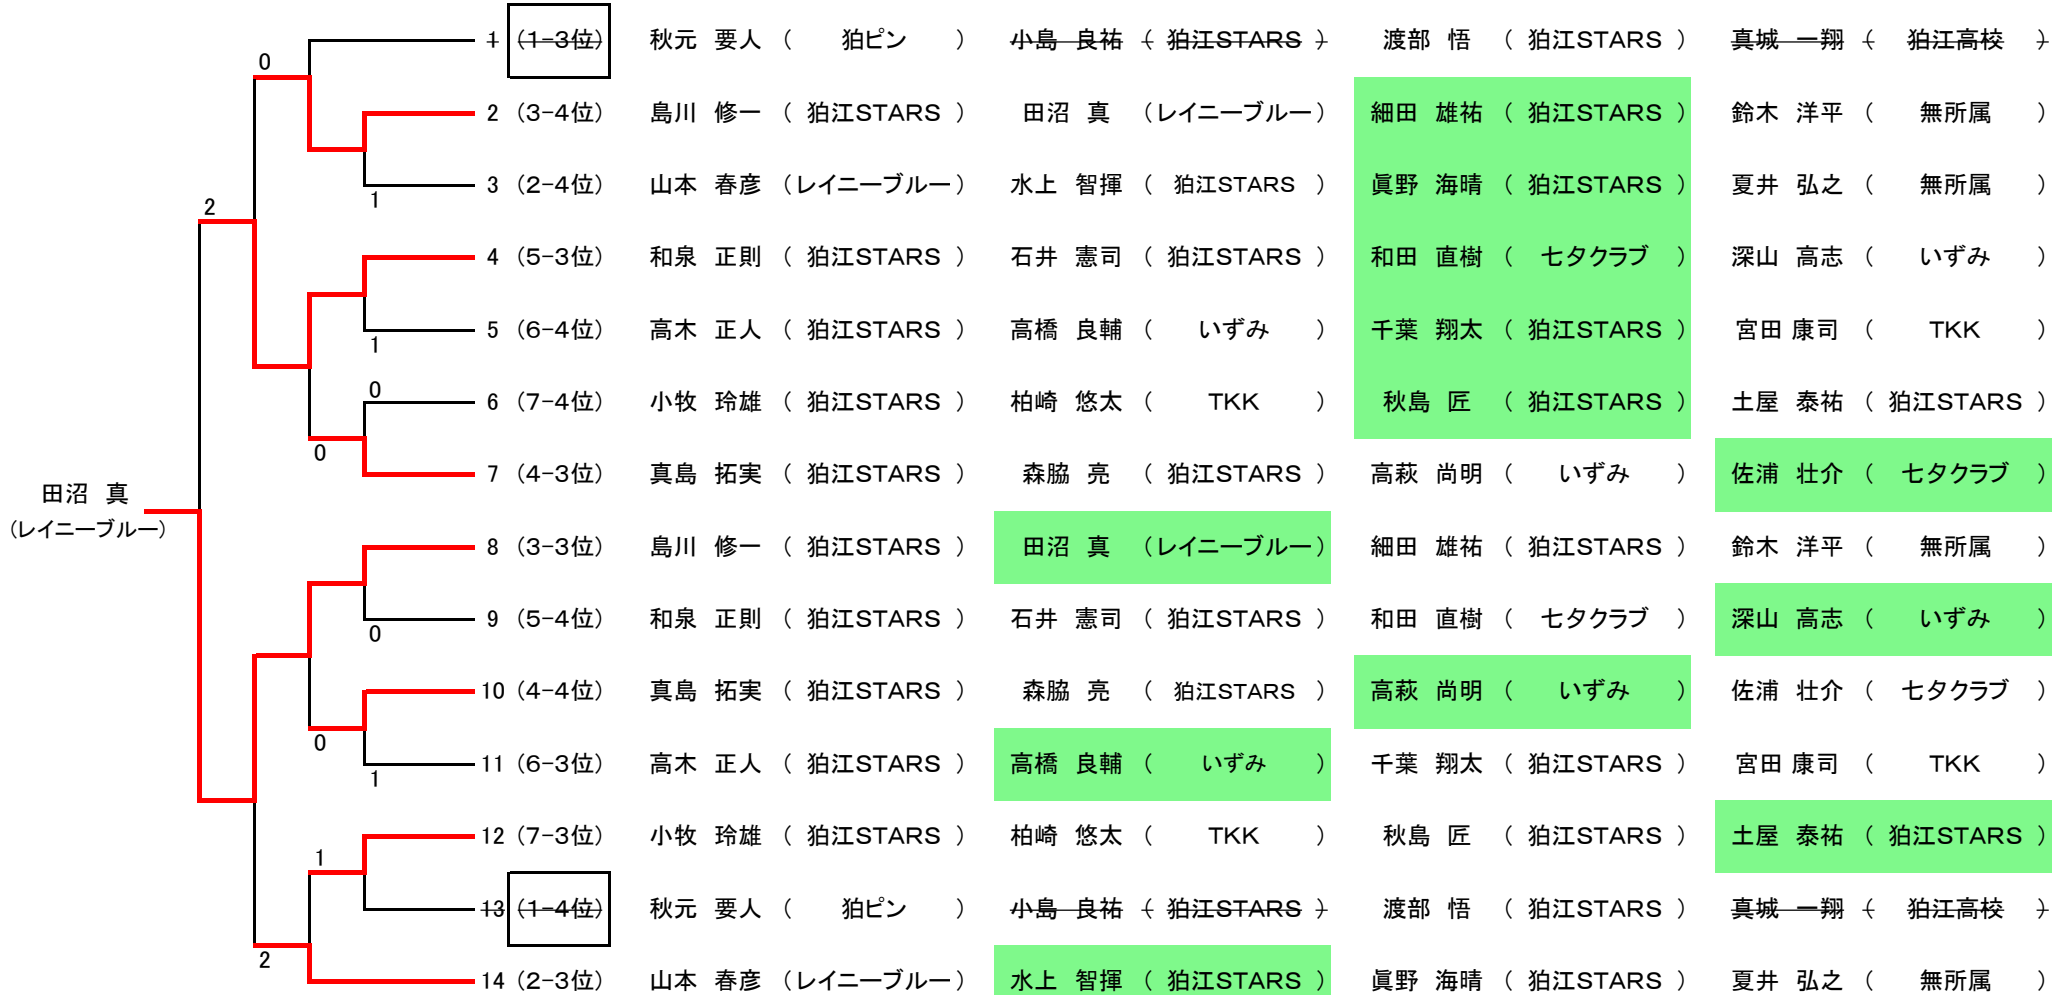 1 (1-3位) 秋元 要人 ( 狛ピン ) 小島 良祐 ( 狛江STARS ) 渡部 悟 ( 狛江STARS ) 真城 一翔 ( 狛江高校 )
0
2 (3-4位) 島川 修一 ( 狛江STARS ) 田沼 真 (レイニーブルー) 細田 雄祐 ( 狛江STARS ) 鈴木 洋平 ( 無所属 )
3 (2-4位) 山本 春彦 (レイニーブルー) 水上 智揮 ( 狛江STARS ) 眞野 海晴 ( 狛江STARS ) 夏井 弘之 ( 無所属 )
1
2
4 (5-3位) 和泉 正則 ( 狛江STARS ) 石井 憲司 ( 狛江STARS ) 和田 直樹 ( 七夕クラブ ) 深山 高志 ( いずみ )
5 (6-4位) 高木 正人 ( 狛江STARS ) 高橋 良輔 ( いずみ ) 千葉 翔太 ( 狛江STARS ) 宮田 康司 ( TKK )
1
0
6 (7-4位) 小牧 玲雄 ( 狛江STARS ) 柏崎 悠太 ( TKK ) 秋島 匠 ( 狛江STARS ) 土屋 泰祐 ( 狛江STARS )
0
7 (4-3位) 真島 拓実 ( 狛江STARS ) 森脇 亮 ( 狛江STARS ) 高萩 尚明 ( いずみ ) 佐浦 壮介 ( 七夕クラブ )
田沼 真
(レイニーブルー)
8 (3-3位) 島川 修一 ( 狛江STARS ) 田沼 真 (レイニーブルー) 細田 雄祐 ( 狛江STARS ) 鈴木 洋平 ( 無所属 )
9 (5-4位) 和泉 正則 ( 狛江STARS ) 石井 憲司 ( 狛江STARS ) 和田 直樹 ( 七夕クラブ ) 深山 高志 ( いずみ )
0
10 (4-4位) 真島 拓実 ( 狛江STARS ) 森脇 亮 ( 狛江STARS ) 高萩 尚明 ( いずみ ) 佐浦 壮介 ( 七夕クラブ )
0
11 (6-3位) 高木 正人 ( 狛江STARS ) 高橋 良輔 ( いずみ ) 千葉 翔太 ( 狛江STARS ) 宮田 康司 ( TKK )
1
12 (7-3位) 小牧 玲雄 ( 狛江STARS ) 柏崎 悠太 ( TKK ) 秋島 匠 ( 狛江STARS ) 土屋 泰祐 ( 狛江STARS )
1
13 (1-4位) 秋元 要人 ( 狛ピン ) 小島 良祐 ( 狛江STARS ) 渡部 悟 ( 狛江STARS ) 真城 一翔 ( 狛江高校 )
2
14 (2-3位) 山本 春彦 (レイニーブルー) 水上 智揮 ( 狛江STARS ) 眞野 海晴 ( 狛江STARS ) 夏井 弘之 ( 無所属 )